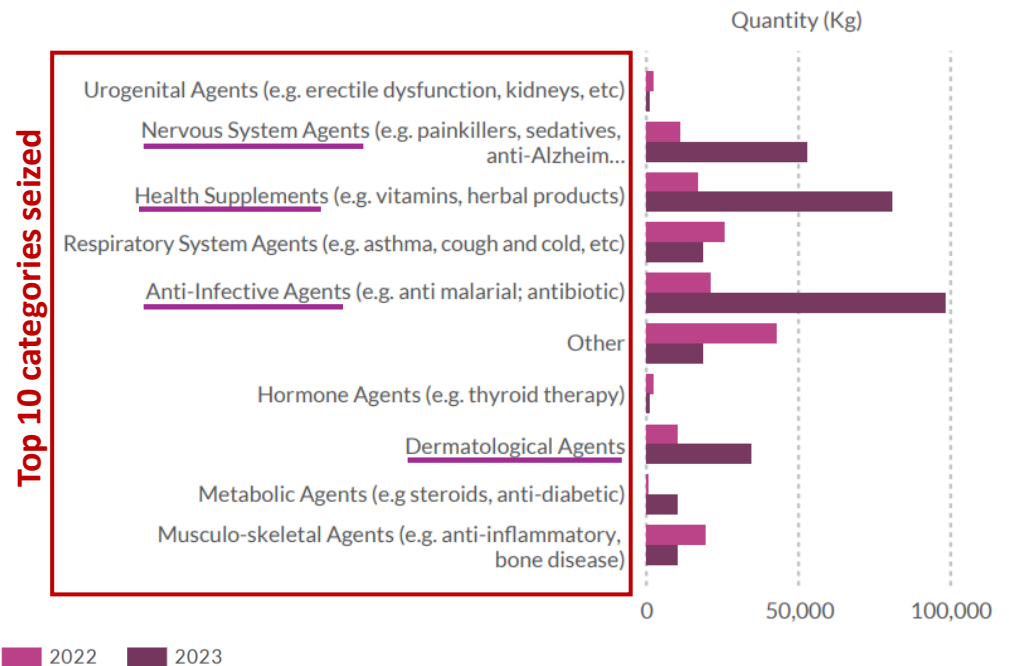 Quantity (Kg)
Top 10 categories seized
Urogenital Agents (e.g. erectile dysfunction, kidneys, etc)
Nervous System Agents (e.g. painkillers, sedatives,
anti-Alzheim...
Health Supplements (e.g. vitamins, herbal products)
Respiratory System Agents (e.g. asthma, cough and cold, etc)
Anti-Infective Agents (e.g. anti malarial; antibiotic)
Other
Hormone Agents (e.g. thyroid therapy)
Dermatological Agents
Metabolic Agents (e.g steroids, anti-diabetic)
Musculo-skeletal Agents (e.g. anti-inflammatory,
bone disease)
0 50,000 100,000
2022 2023